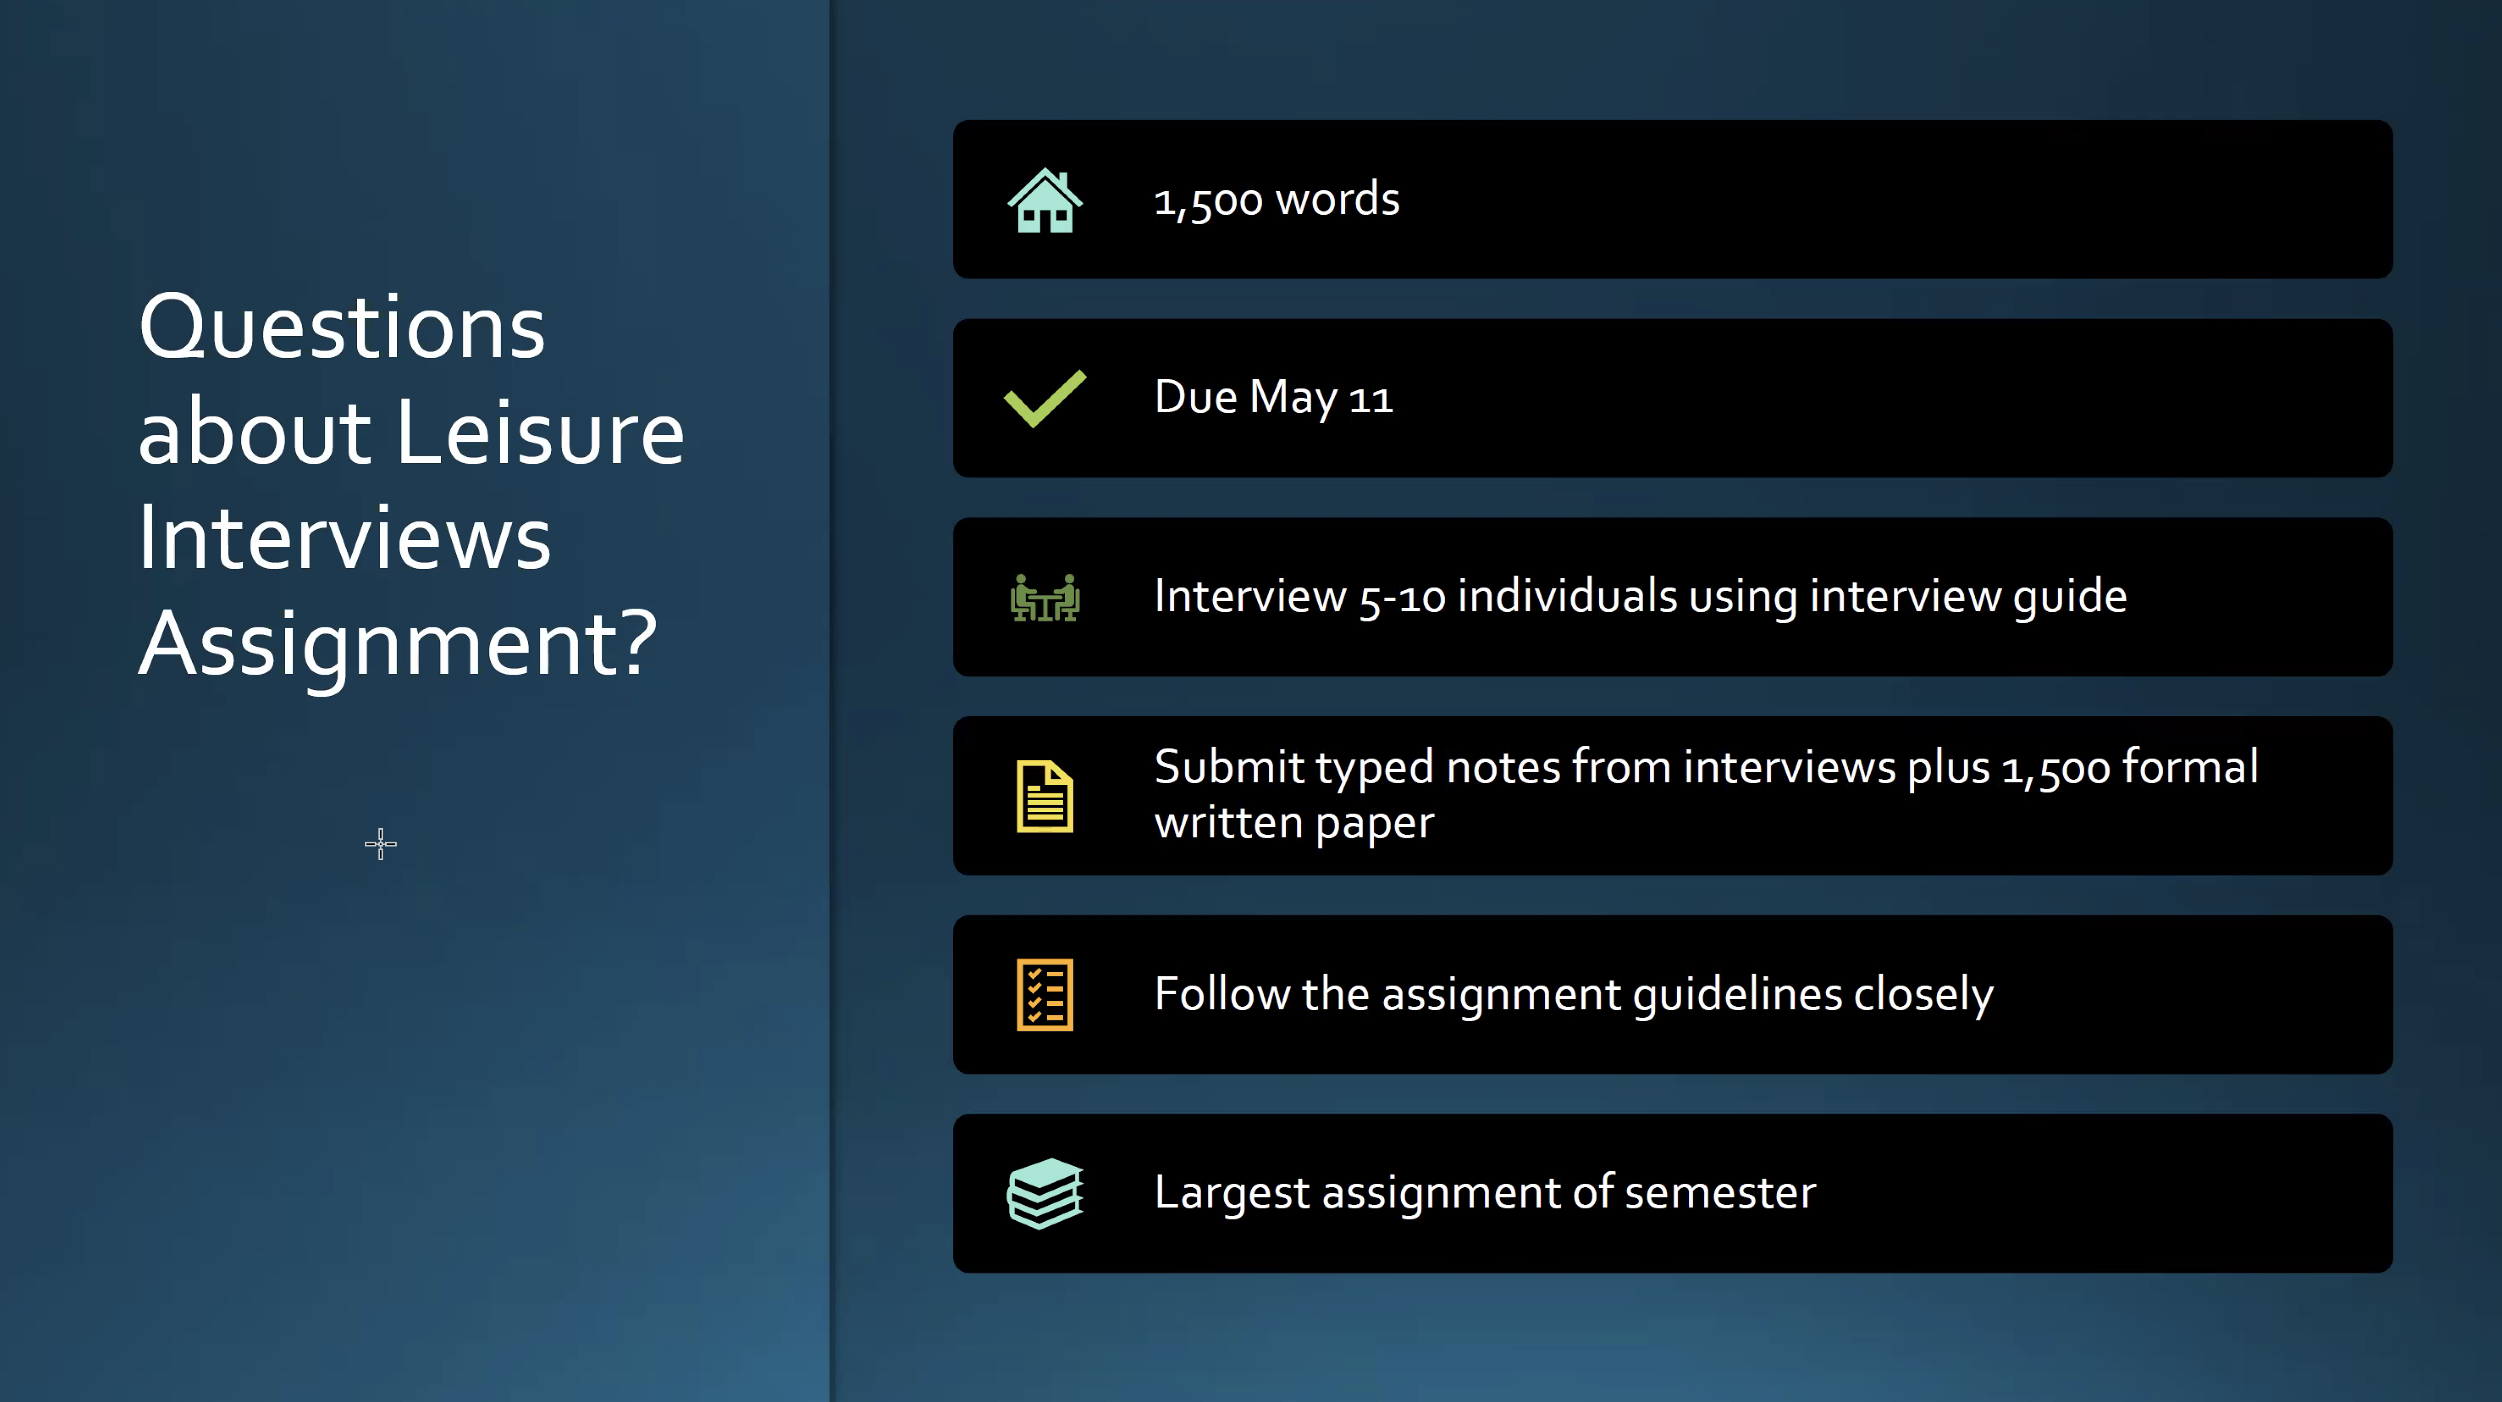 Questions
about Leisure
Interviews
Assignment?
1,500 words
Due May 11
Interview 5-10 individuals using interview guide
Submit typed notes from interviews plus 1,500 formal
written paper
Follow the assignment guidelines closely
Largest assignment of semester